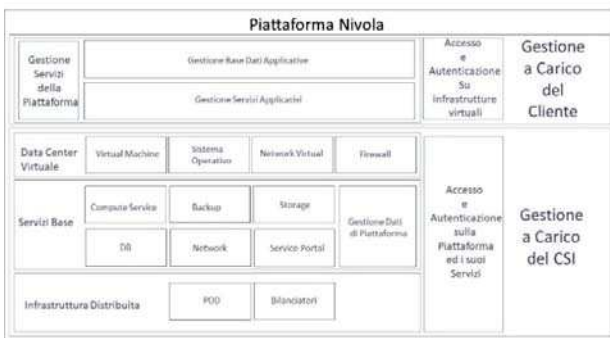 Piattaforma Nivola
Gestione
Servizi
della
Piattaforma
Gestione Base Dati Applicative
Gestione Servizi Applicativi
Accesso
e
Autenticazione
Su
Infrastrutture
virtuali
Gestione
a Carico
del
Cliente
Data Center
Virtuale
Virtual Machine
Sistema
Operativo
Network Virtual
Firewall
Servizi Base
Compute Service
Backup
Storage
DB
Network
Service Portal
Gestione Dati
di Piattaforma
Infrastruttura Distribuita
POD
Bilanciatori
Accesso
e
Autenticazione
sulla
Piattaforma
ed i suoi
Servizi
Gestione
a Carico
del CSI